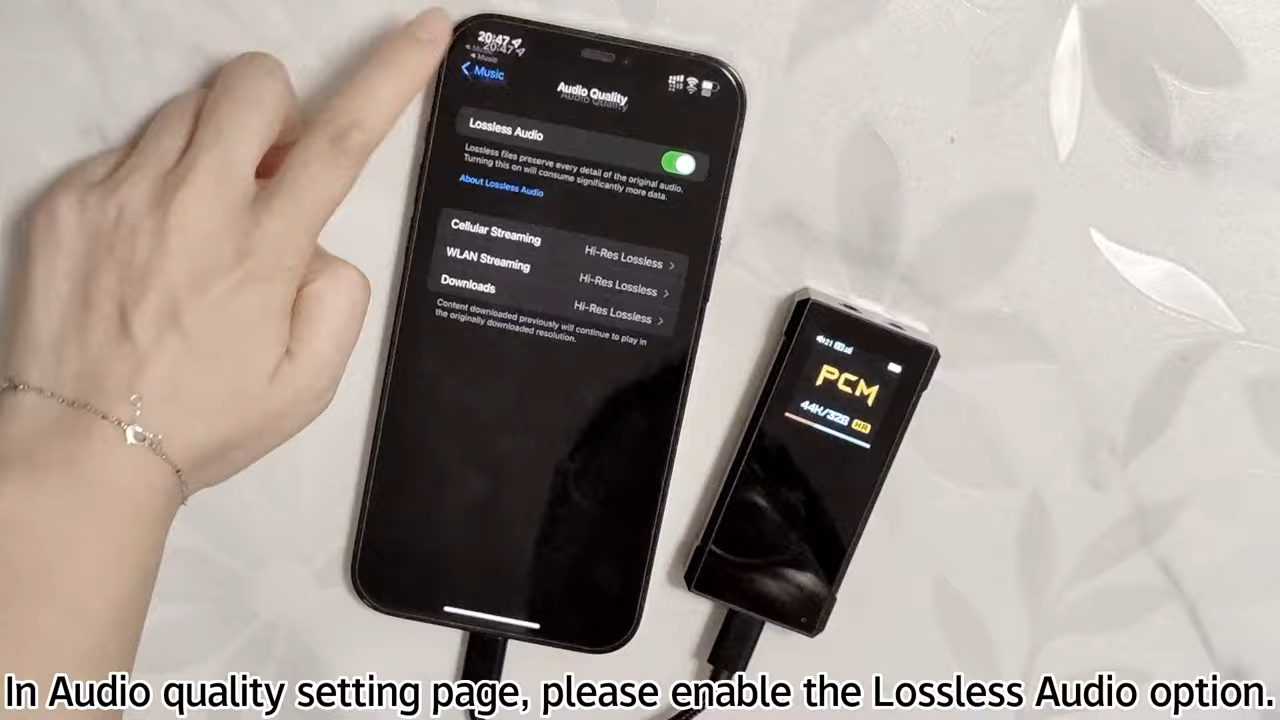 20:47
Music
Music
Audio Quality
Lossless Audio
Lossless files preserve every detail of the original audio.
Turning this on will consume significantly more data.
About Lossless Audio
Cellular Streaming
Hi-Res Lossless
WLAN Streaming
Hi-Res Lossless
Downloads
Hi-Res Lossless
Content downloaded previously will continue to play in
the originally downloaded resolution.
21
PCM
44K/32B HR
In Audio quality setting page, please enable the Lossless Audio option.